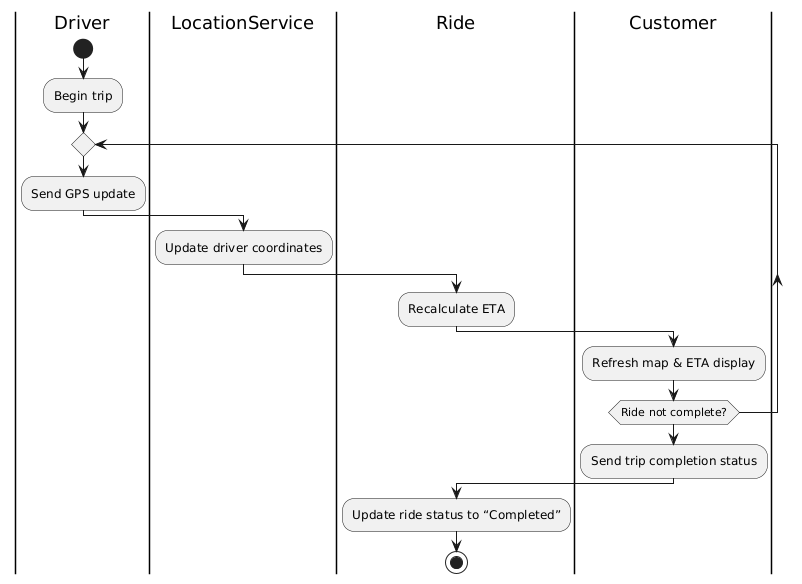 Driver
LocationService
Ride
Customer
Begin trip
Send GPS update
Update driver coordinates
Recalculate ETA
Refresh map & ETA display
Ride not complete?
Send trip completion status
Update ride status to “Completed”